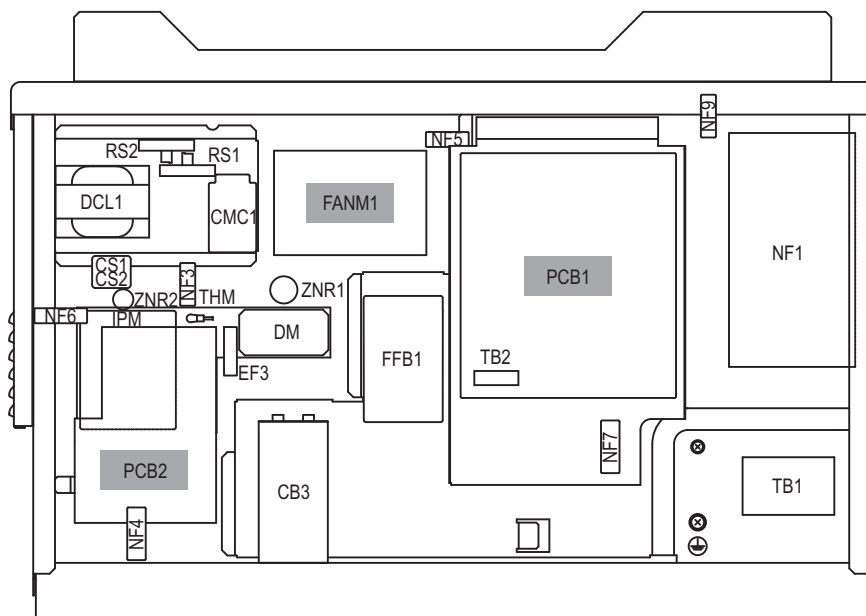 NF9
NF5
RS2
RS1
DCL1
CMC1
FANM1
NF1
PCB1
CS1
CS2
NF3
ZNR2
THM
ZNR1
NF6
IPM
DM
FFB1
TB2
EF3
NF7
PCB2
CB3
TB1
NF4